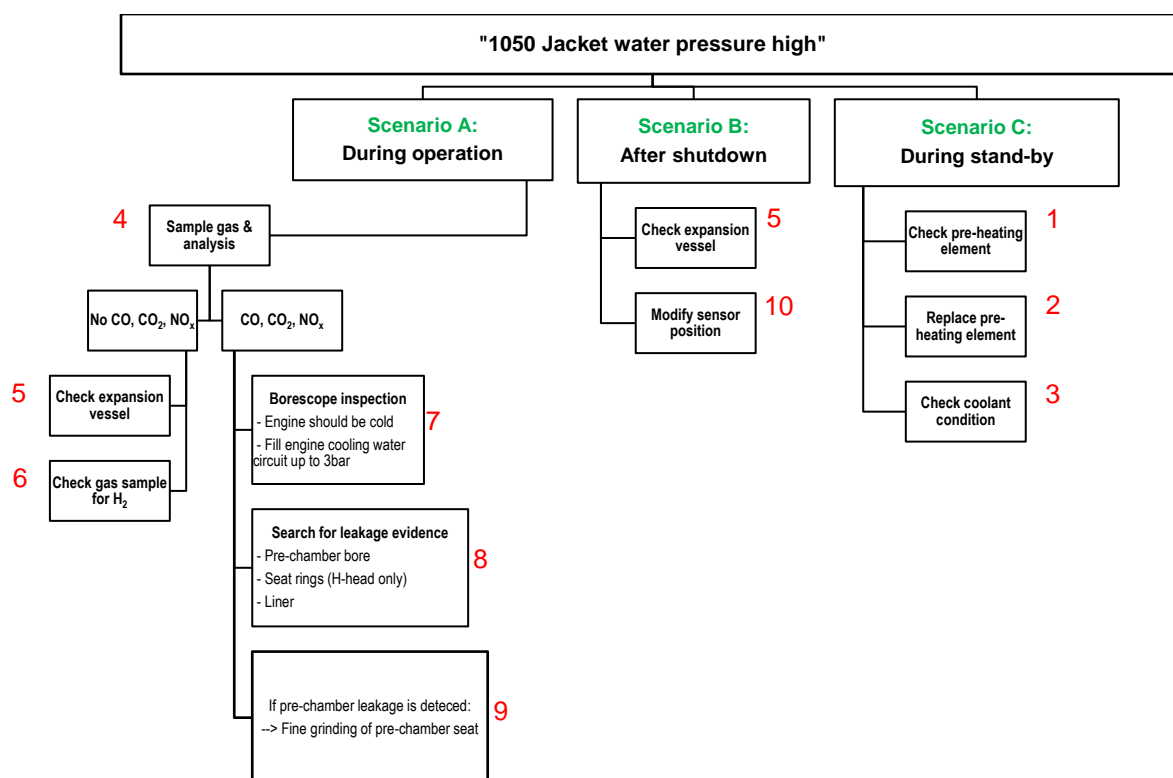 "1050 Jacket water pressure high"
Scenario A:
During operation
Scenario B:
After shutdown
Scenario C:
During stand-by
4
Sample gas &
analysis
No CO, CO₂, NOₓ
CO, CO₂, NOₓ
5
Check expansion
vessel
6
Check gas sample
for H₂
Borescope inspection
- Engine should be cold
- Fill engine cooling water
circuit up to 3bar
7
Search for leakage evidence
- Pre-chamber bore
- Seat rings (H-head only)
- Liner
8
If pre-chamber leakage is deteced:
--> Fine grinding of pre-chamber seat
9
Check expansion
vessel
5
Modify sensor
position
10
Check pre-heating
element
1
Replace pre-
heating element
2
Check coolant
condition
3